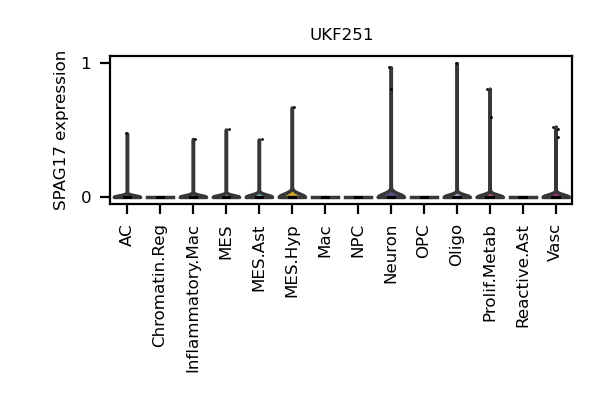 UKF251
SPAG17 expression
1
0
AC
Chromatin.Reg
Inflammatory.Mac
MES
MES.Ast
MES.Hyp
Mac
NPC
Neuron
OPC
Oligo
Prolif.Metab
Reactive.Ast
Vasc